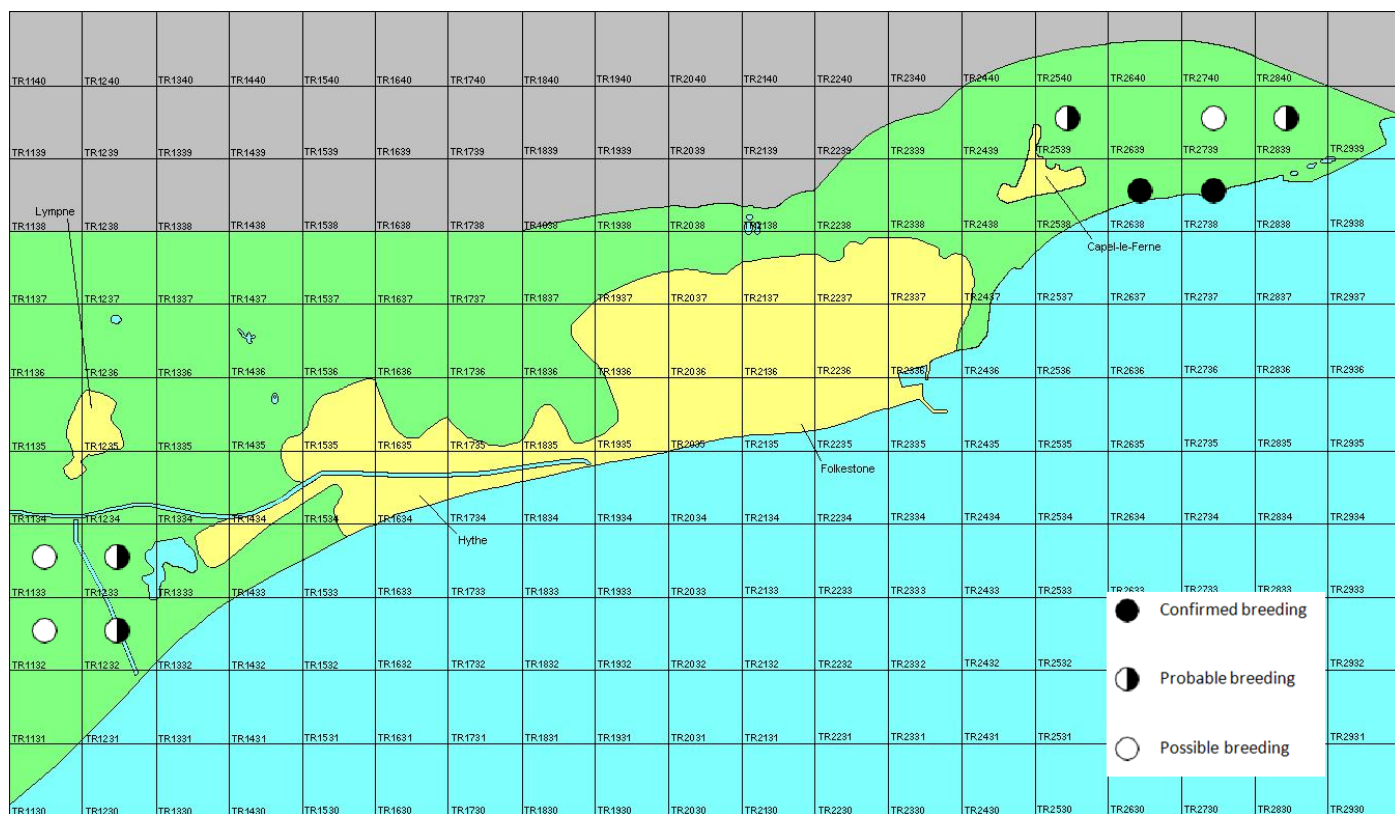 TR1140 TR1240 TR1340 TR1440 TR1540 TR1640 TR1740 TR1840 TR1940 TR2040 TR2140 TR2240 TR2340 TR2440 TR2540 TR2640 TR2740 TR2840
TR1139 TR1239 TR1339 TR1439 TR1539 TR1639 TR1739 TR1839 TR1939 TR2039 TR2139 TR2239 TR2339 TR2439 TR2539 TR2639 TR2739 TR2839 TR2939
Lympne
TR1138 TR1238 TR1338 TR1438 TR1538 TR1638 TR1738 TR1938 TR2038 TR2138 TR2238 TR2338 TR2438 TR2538 TR2638 TR2738 TR2838 TR2938
Capel-le-Ferne
TR1137 TR1237 TR1337 TR1437 TR1537 TR1637 TR1737 TR1837 TR1937 TR2037 TR2137 TR2237 TR2337 TR2437 TR2537 TR2637 TR2737 TR2837 TR2937
TR1136 TR1236 TR1336 TR1436 TR1536 TR1636 TR1736 TR1836 TR1936 TR2036 TR2136 TR2236 TR2336 TR2436 TR2536 TR2636 TR2736 TR2836 TR2936
TR1135 TR1235 TR1335 TR1435 TR1535 TR1635 TR1735 TR1835 TR1935 TR2035 TR2135 TR2235 TR2335 TR2435 TR2535 TR2635 TR2735 TR2835 TR2935
Folkestone
TR1134 TR1234 TR1334 TR1434 TR1534 TR1634 TR1734 TR1834 TR1934 TR2034 TR2134 TR2234 TR2334 TR2434 TR2534 TR2634 TR2734 TR2834 TR2934
Hythe
TR1133 TR1233 TR1333 TR1433 TR1533 TR1633 TR1733 TR1833 TR1933 TR2033 TR2133 TR2233 TR2333 TR2433 TR2533 TR2633 TR2733 TR2833 TR2933
Confirmed breeding
TR1132 TR1232 TR1332 TR1432 TR1532 TR1632 TR1732 TR1832 TR1932 TR2032 TR2132 TR2232 TR2332 TR2432 TR2532 TR2932
Probable breeding
TR1131 TR1231 TR1331 TR1431 TR1531 TR1631 TR1731 TR1831 TR1931 TR2031 TR2131 TR2231 TR2331 TR2431 TR2531 TR2931
Possible breeding
TR1130 TR1230 TR1330 TR1430 TR1530 TR1630 TR1730 TR1830 TR1930 TR2030 TR2130 TR2230 TR2330 TR2430 TR2530 TR2630 TR2730 TR2830 TR2930